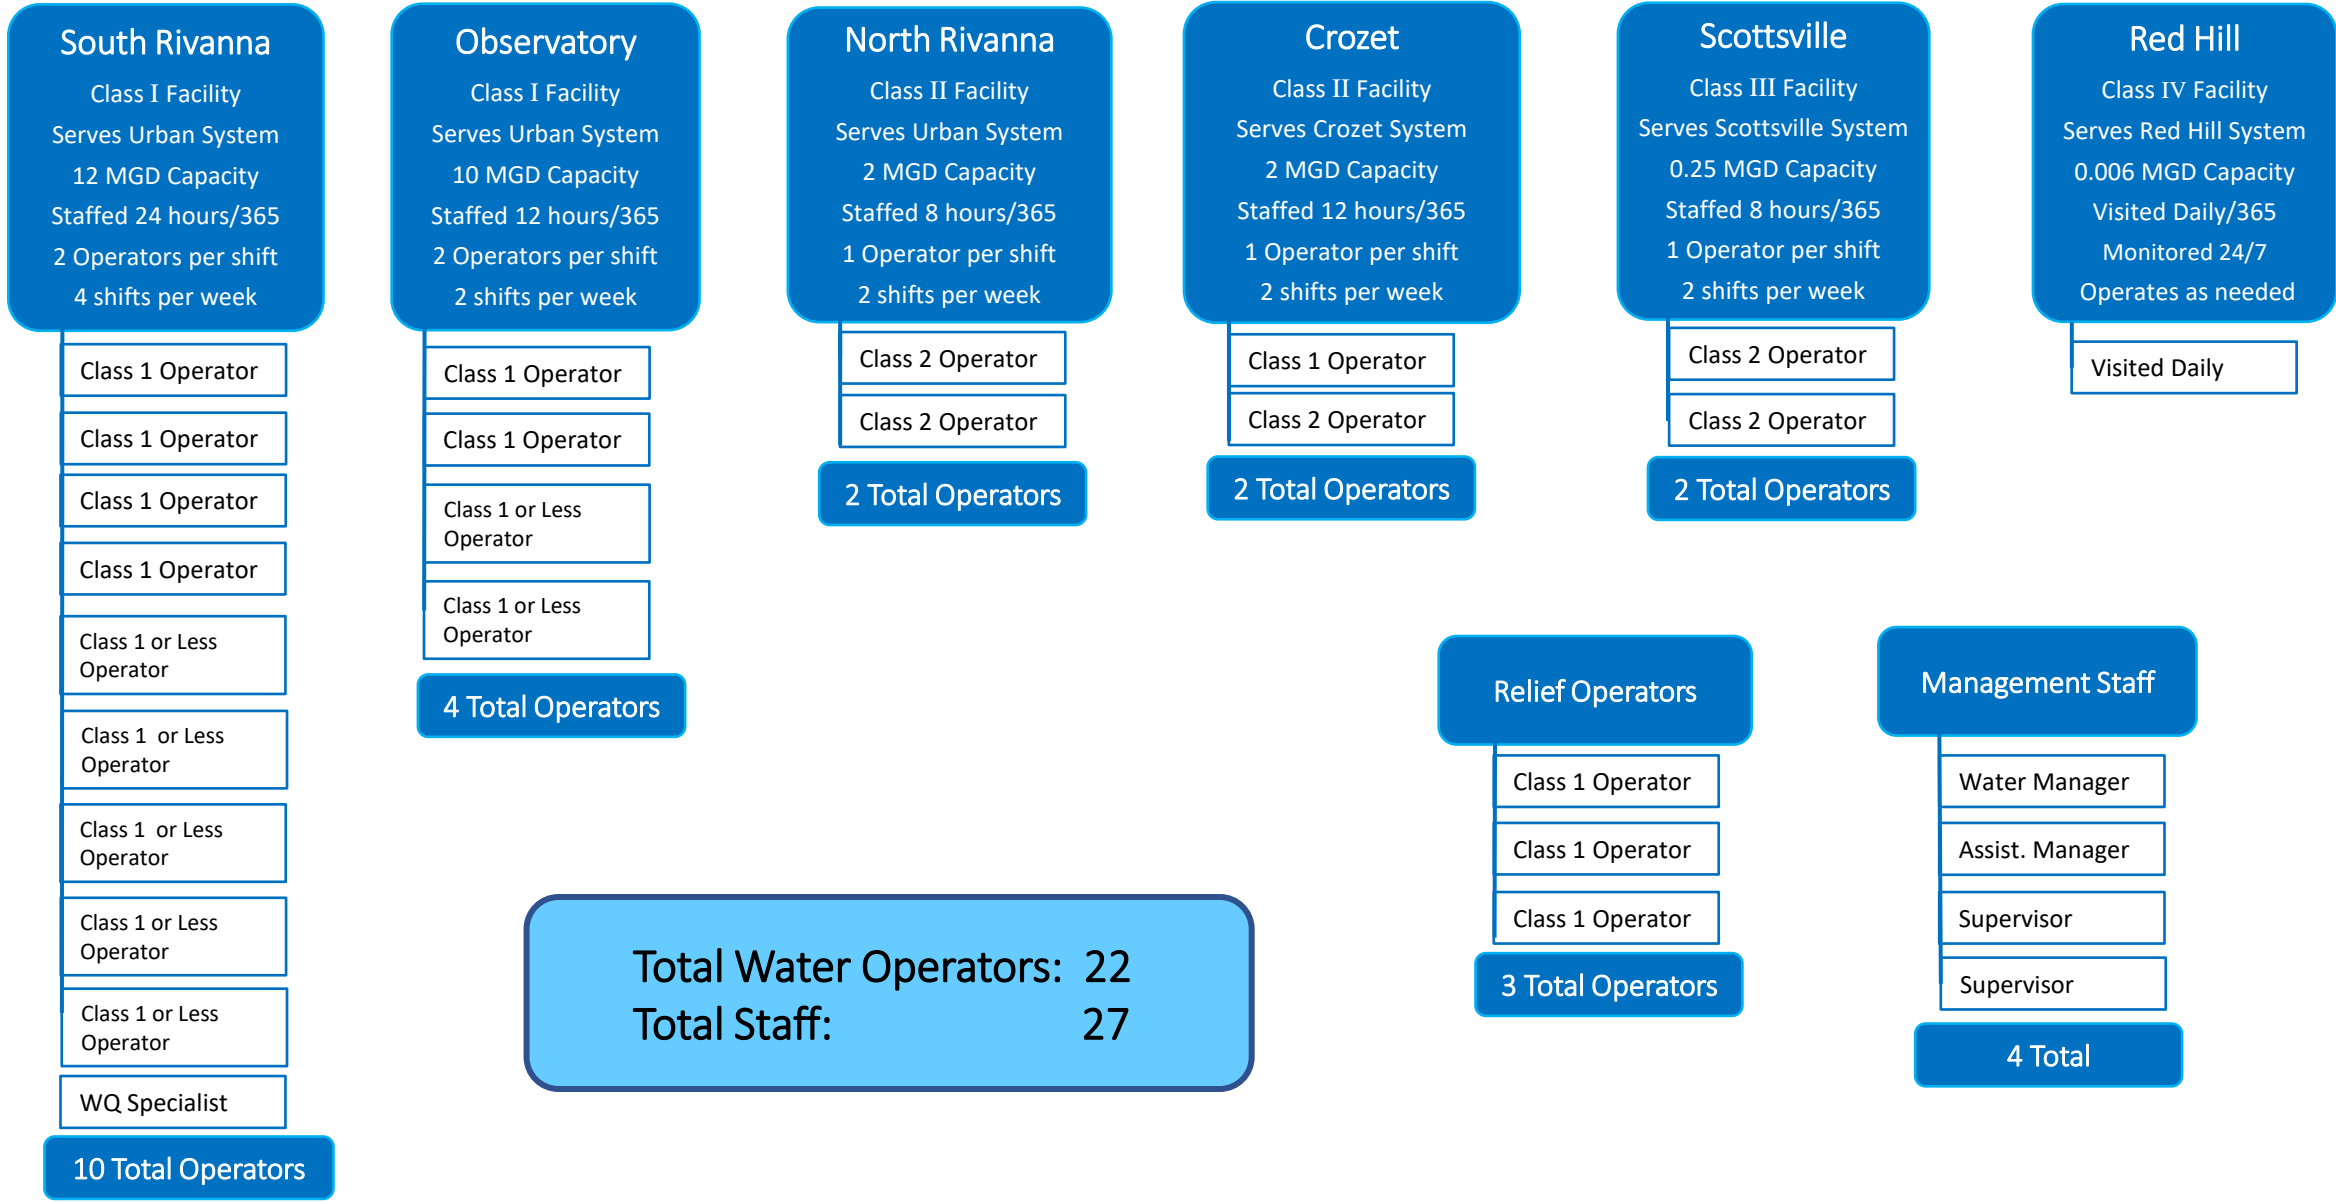 South Rivanna
Class I Facility
Serves Urban System
12 MGD Capacity
Staffed 24 hours/365
2 Operators per shift
4 shifts per week
Class 1 Operator
Class 1 Operator
Class 1 Operator
Class 1 Operator
Class 1 or Less
Operator
Class 1 or Less
Operator
Class 1 or Less
Operator
Class 1 or Less
Operator
Class 1 or Less
Operator
WQ Specialist
10 Total Operators
Observatory
Class I Facility
Serves Urban System
10 MGD Capacity
Staffed 12 hours/365
2 Operators per shift
2 shifts per week
Class 1 Operator
Class 1 Operator
Class 1 or Less
Operator
Class 1 or Less
Operator
4 Total Operators
North Rivanna
Class II Facility
Serves Urban System
2 MGD Capacity
Staffed 8 hours/365
1 Operator per shift
2 shifts per week
Class 2 Operator
Class 2 Operator
2 Total Operators
Crozet
Class II Facility
Serves Crozet System
2 MGD Capacity
Staffed 12 hours/365
1 Operator per shift
2 shifts per week
Class 1 Operator
Class 2 Operator
2 Total Operators
Scottsville
Class III Facility
Serves Scottsville System
0.25 MGD Capacity
Staffed 8 hours/365
1 Operator per shift
2 shifts per week
Class 2 Operator
Class 2 Operator
2 Total Operators
Red Hill
Class IV Facility
Serves Red Hill System
0.006 MGD Capacity
Visited Daily/365
Monitored 24/7
Operates as needed
Visited Daily
Relief Operators
Class 1 Operator
Class 1 Operator
Class 1 Operator
3 Total Operators
Management Staff
Water Manager
Assist. Manager
Supervisor
Supervisor
4 Total
Total Water Operators: 22
Total Staff: 27